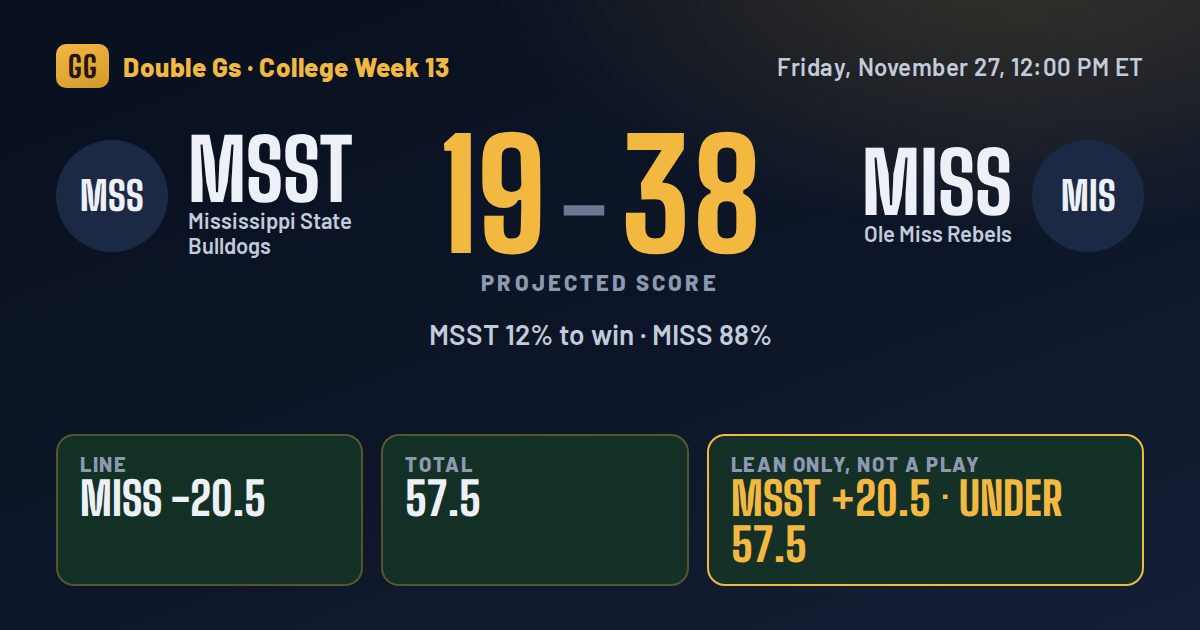 GG
Double Gs · College Week 13
Friday, November 27, 12:00 PM ET
MSS
MSST
Mississippi State
Bulldogs
19 – 38
PROJECTED SCORE
MSST 12% to win · MISS 88%
MISS
Ole Miss Rebels
MIS
LINE
MISS -20.5
TOTAL
57.5
LEAN ONLY, NOT A PLAY
MSST +20.5 · UNDER
57.5